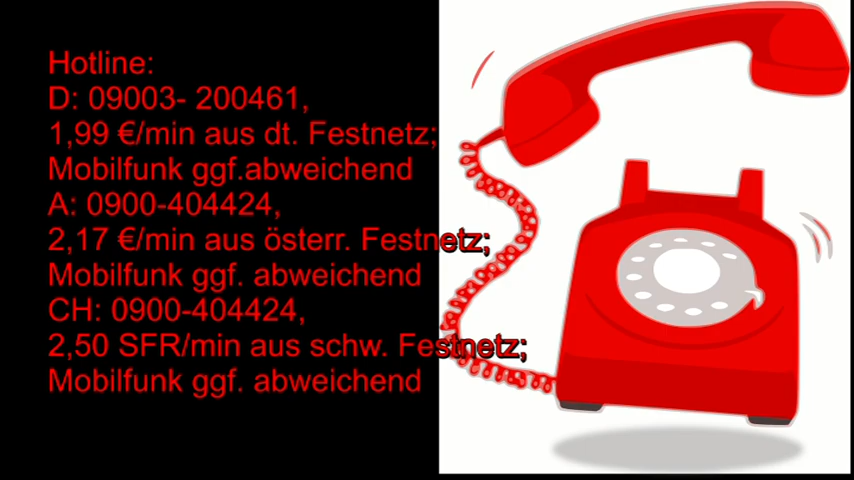 Hotline:
D: 09003- 200461,
1,99 €/min aus dt. Festnetz;
Mobilfunk ggf.abweichend
A: 0900-404424,
2,17 €/min aus österr. Festnetz;
Mobilfunk ggf. abweichend
CH: 0900-404424,
2,50 SFR/min aus schw. Festnetz;
Mobilfunk ggf. abweichend